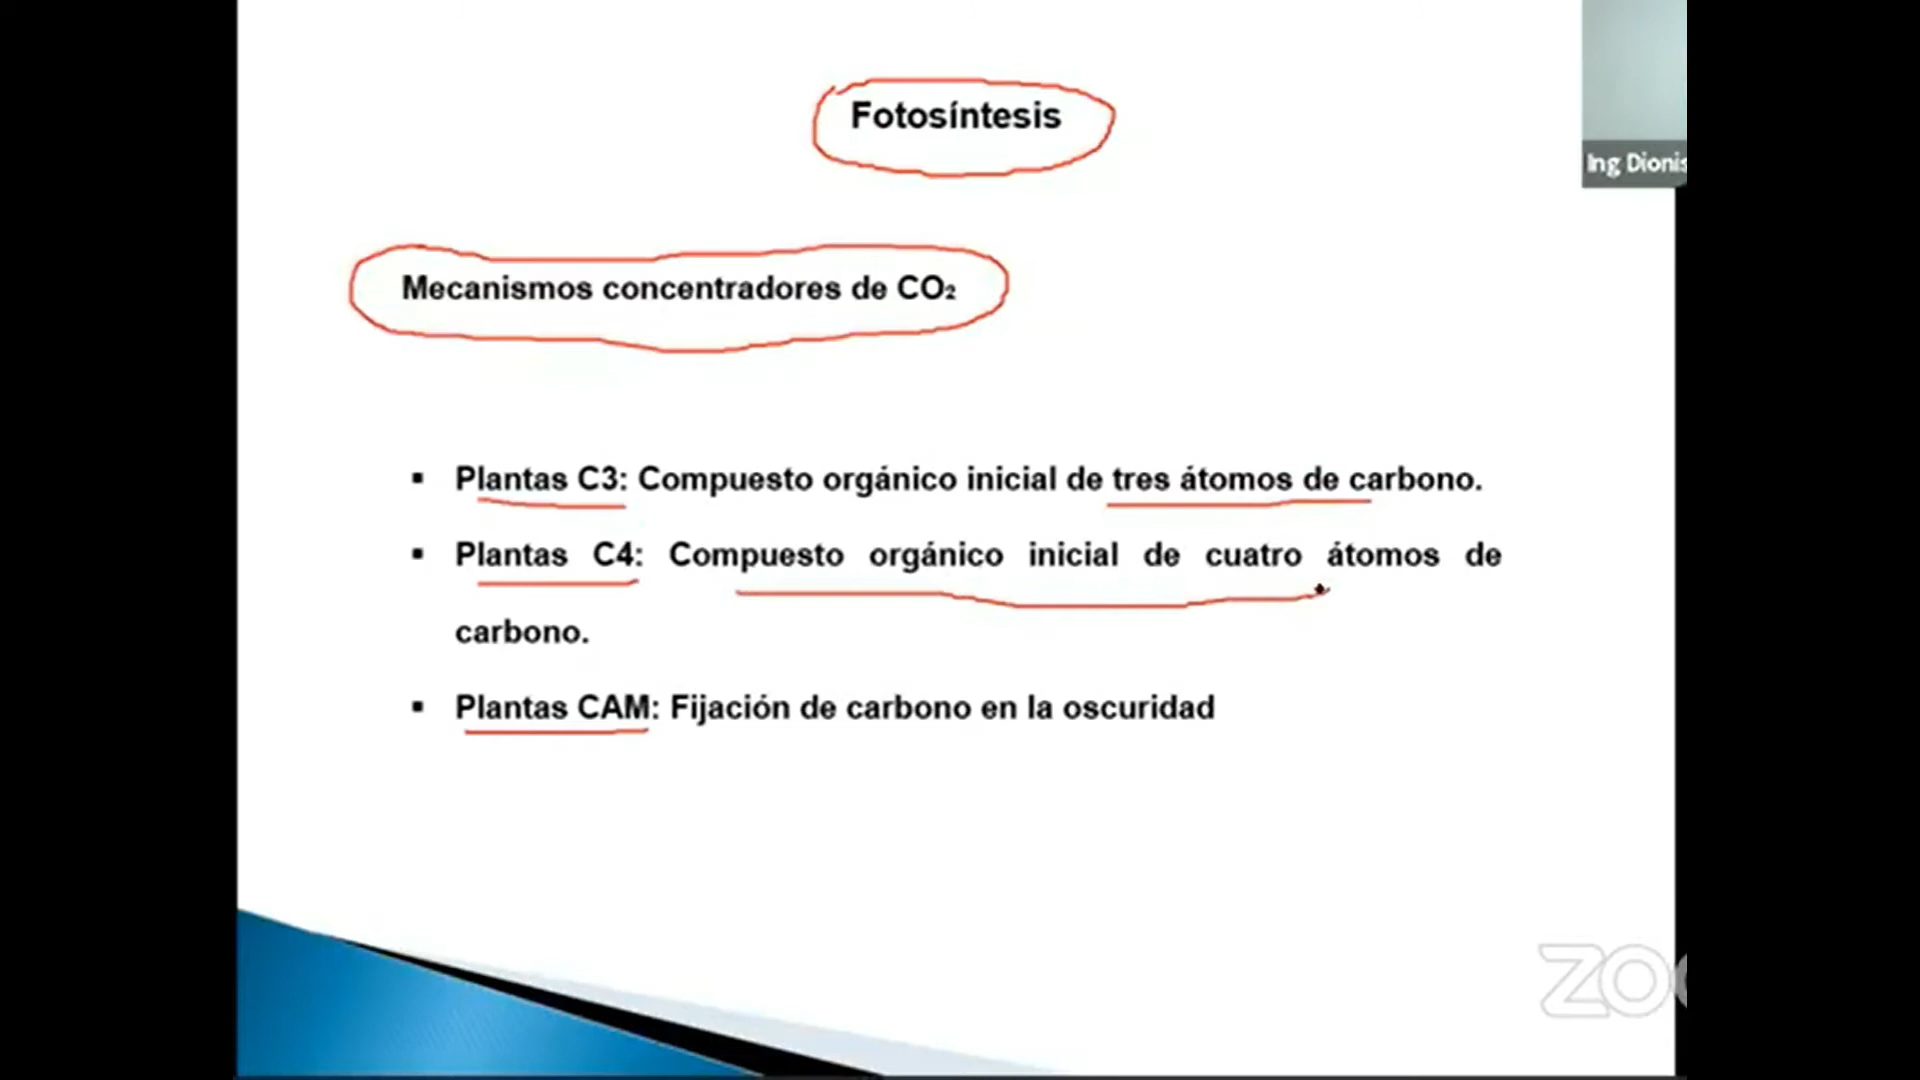 Fotosíntesis
Ing Dionis
Mecanismos concentradores de CO₂
▪ Plantas C3: Compuesto orgánico inicial de tres átomos de carbono.
▪ Plantas C4: Compuesto orgánico inicial de cuatro átomos de
carbono.
▪ Plantas CAM: Fijación de carbono en la oscuridad